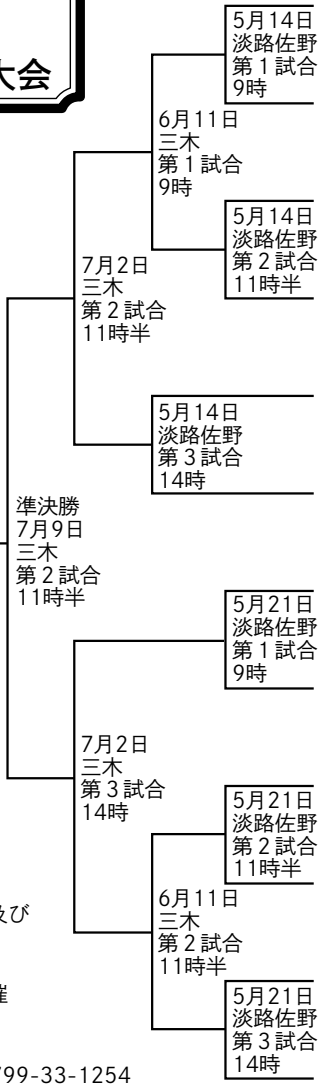 大会
5月14日
淡路佐野
第1試合
9時
6月11日
三木
第1試合
9時
5月14日
淡路佐野
第2試合
11時半
7月2日
三木
第2試合
11時半
5月14日
淡路佐野
第3試合
14時
準決勝
7月9日
三木
第2試合
11時半
5月21日
淡路佐野
第1試合
9時
7月2日
三木
第3試合
14時
5月21日
淡路佐野
第2試合
11時半
6月11日
三木
第2試合
11時半
5月21日
淡路佐野
第3試合
14時
及び
催
799-33-1254